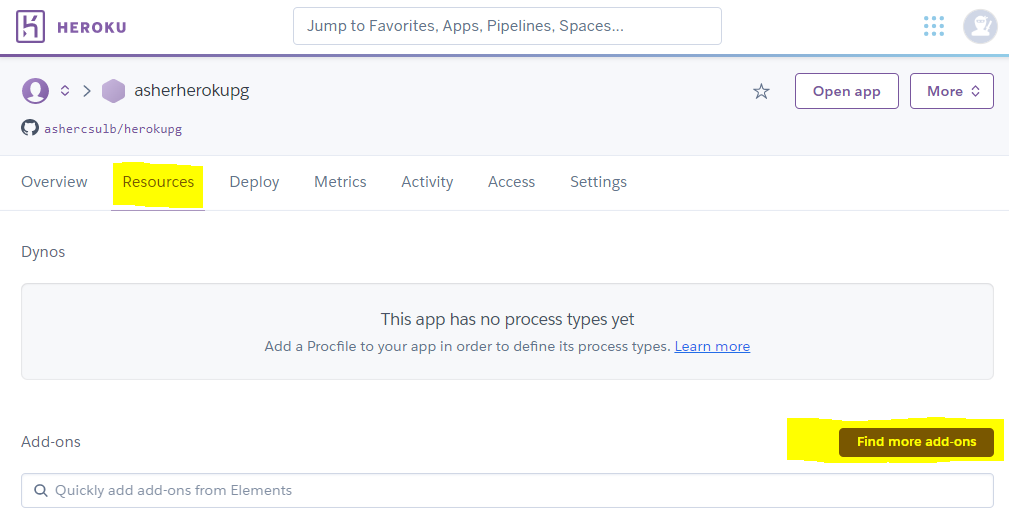 HEROKU
Jump to Favorites, Apps, Pipelines, Spaces...
asherherokupg
Open app
More
ashercsulb/herokupg
Overview Resources Deploy Metrics Activity Access Settings
Dynos
This app has no process types yet
Add a Procfile to your app in order to define its process types. Learn more
Add-ons
Find more add-ons
Quickly add add-ons from Elements